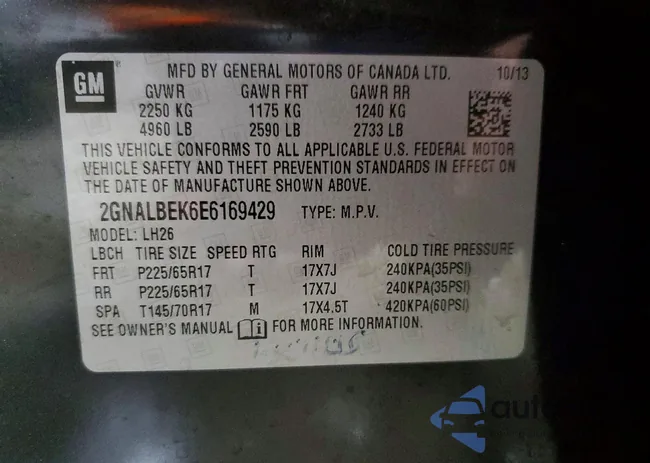 GM
MFD BY GENERAL MOTORS OF CANADA LTD. 10/13
GVWR GAWR FRT GAWR RR
2250 KG 1175 KG 1240 KG
4960 LB 2590 LB 2733 LB
THIS VEHICLE CONFORMS TO ALL APPLICABLE U.S. FEDERAL MOTOR
VEHICLE SAFETY AND THEFT PREVENTION STANDARDS IN EFFECT ON
THE DATE OF MANUFACTURE SHOWN ABOVE.
2GNALBEK6E6169429 TYPE: M.P.V.
MODEL: LH26
LBCH TIRE SIZE SPEED RTG RIM COLD TIRE PRESSURE
FRT P225/65R17 T 17X7J 240KPA(35PSI)
RR P225/65R17 T 17X7J 240KPA(35PSI)
SPA T145/70R17 M 17X4.5T 420KPA(60PSI)
SEE OWNER'S MANUAL FOR MORE INFORMATION.